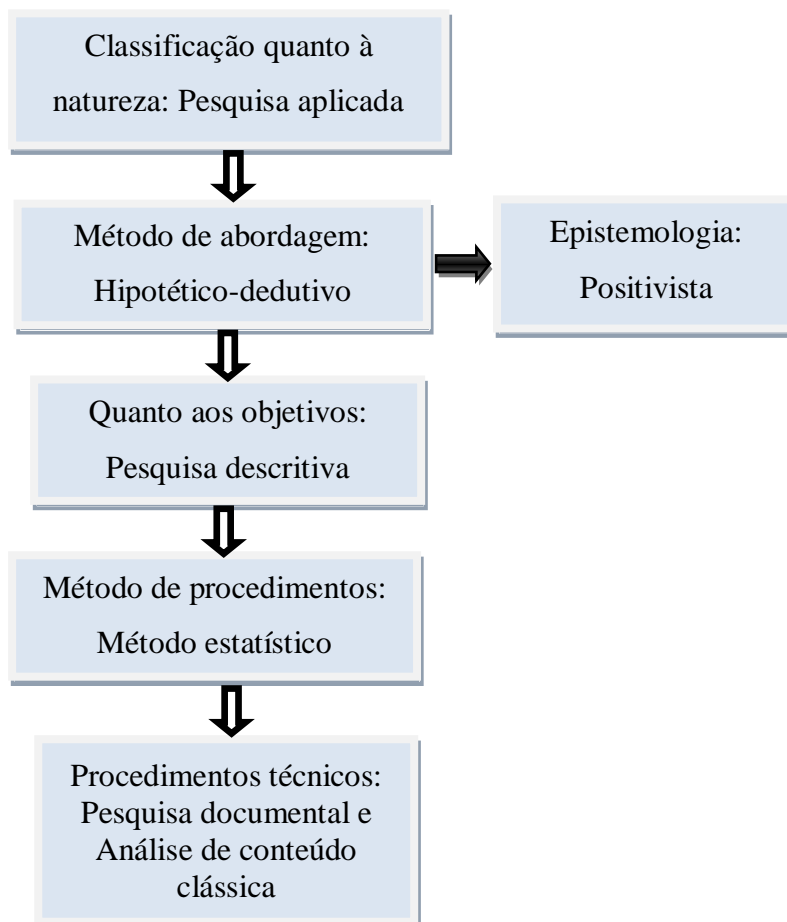 Classificação quanto à
natureza: Pesquisa aplicada
Método de abordagem:
Hipotético-dedutivo
Epistemologia:
Positivista
Quanto aos objetivos:
Pesquisa descritiva
Método de procedimentos:
Método estatístico
Procedimentos técnicos:
Pesquisa documental e
Análise de conteúdo
clássica